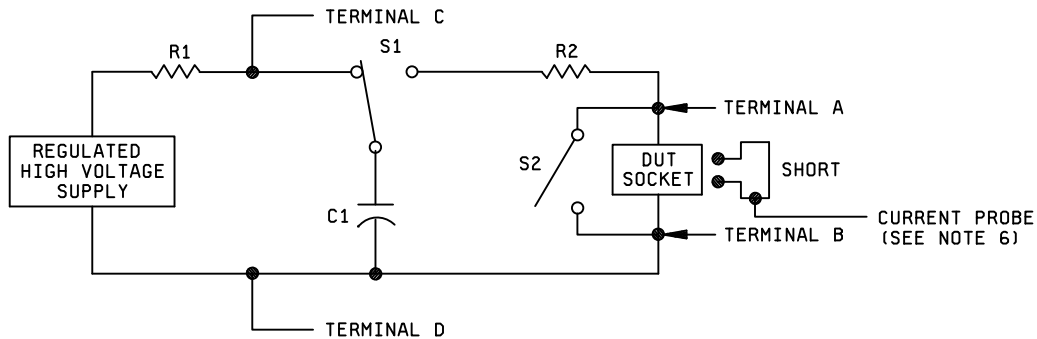 TERMINAL C
S1
R1
R2
TERMINAL A
REGULATED
HIGH VOLTAGE
SUPPLY
S2
DUT
SOCKET
SHORT
C1
CURRENT PROBE
(SEE NOTE 6)
TERMINAL B
TERMINAL D